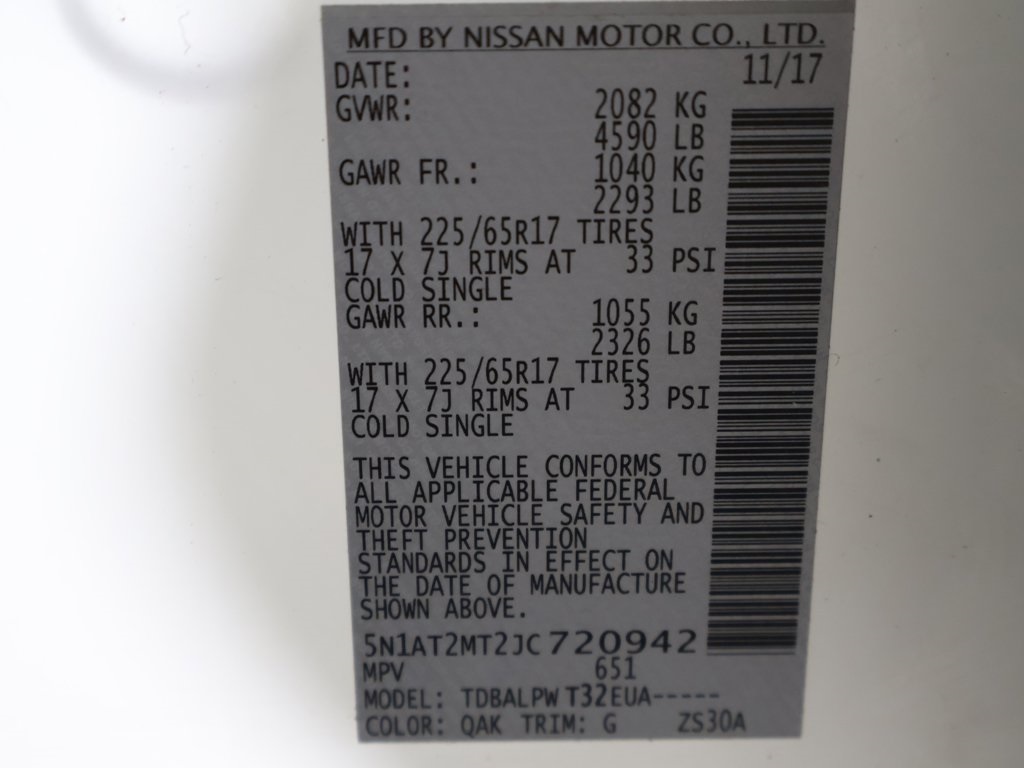 MFD BY NISSAN MOTOR CO., LTD.
DATE: 11/17
GVWR: 2082 KG
4590 LB
GAWR FR.: 1040 KG
2293 LB
WITH 225/65R17 TIRES
17 X 7J RIMS AT 33 PSI
COLD SINGLE
GAWR RR.: 1055 KG
2326 LB
WITH 225/65R17 TIRES
17 X 7J RIMS AT 33 PSI
COLD SINGLE
THIS VEHICLE CONFORMS TO
ALL APPLICABLE FEDERAL
MOTOR VEHICLE SAFETY AND
THEFT PREVENTION
STANDARDS IN EFFECT ON
THE DATE OF MANUFACTURE
SHOWN ABOVE.
5N1AT2MT2JC720942
MPV 651
MODEL: TDBALPW T32EUA-----
COLOR: QAK TRIM: G ZS30A